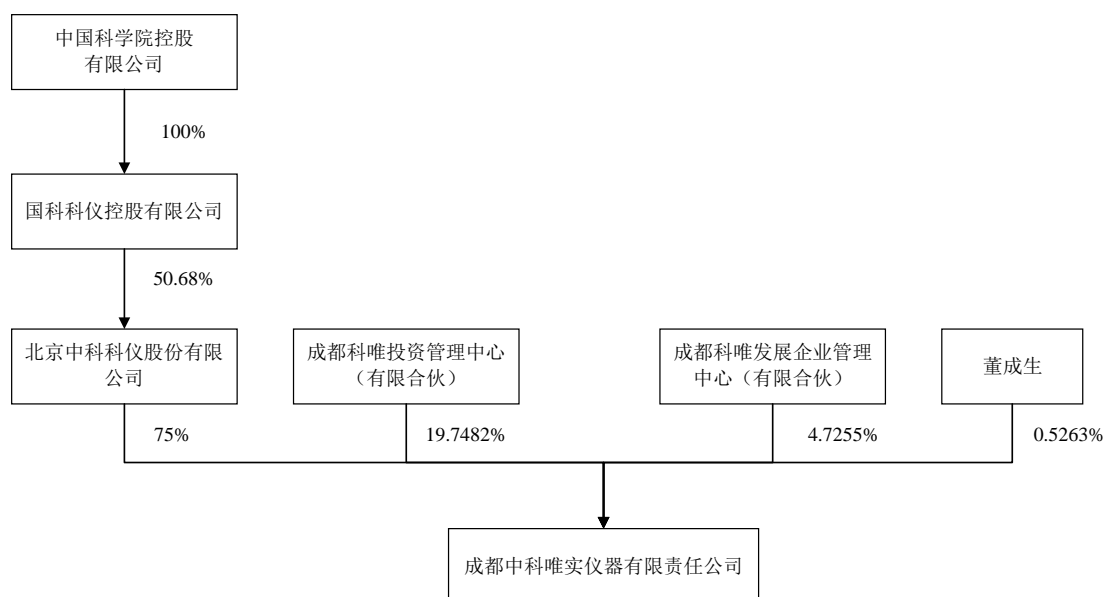 中国科学院控股
有限公司
100%
国科科仪控股有限公司
50.68%
北京中科科仪股份有限
公司
成都科唯投资管理中心
（有限合伙）
成都科唯发展企业管理
中心（有限合伙）
董成生
75%
19.7482%
4.7255%
0.5263%
成都中科唯实仪器有限责任公司